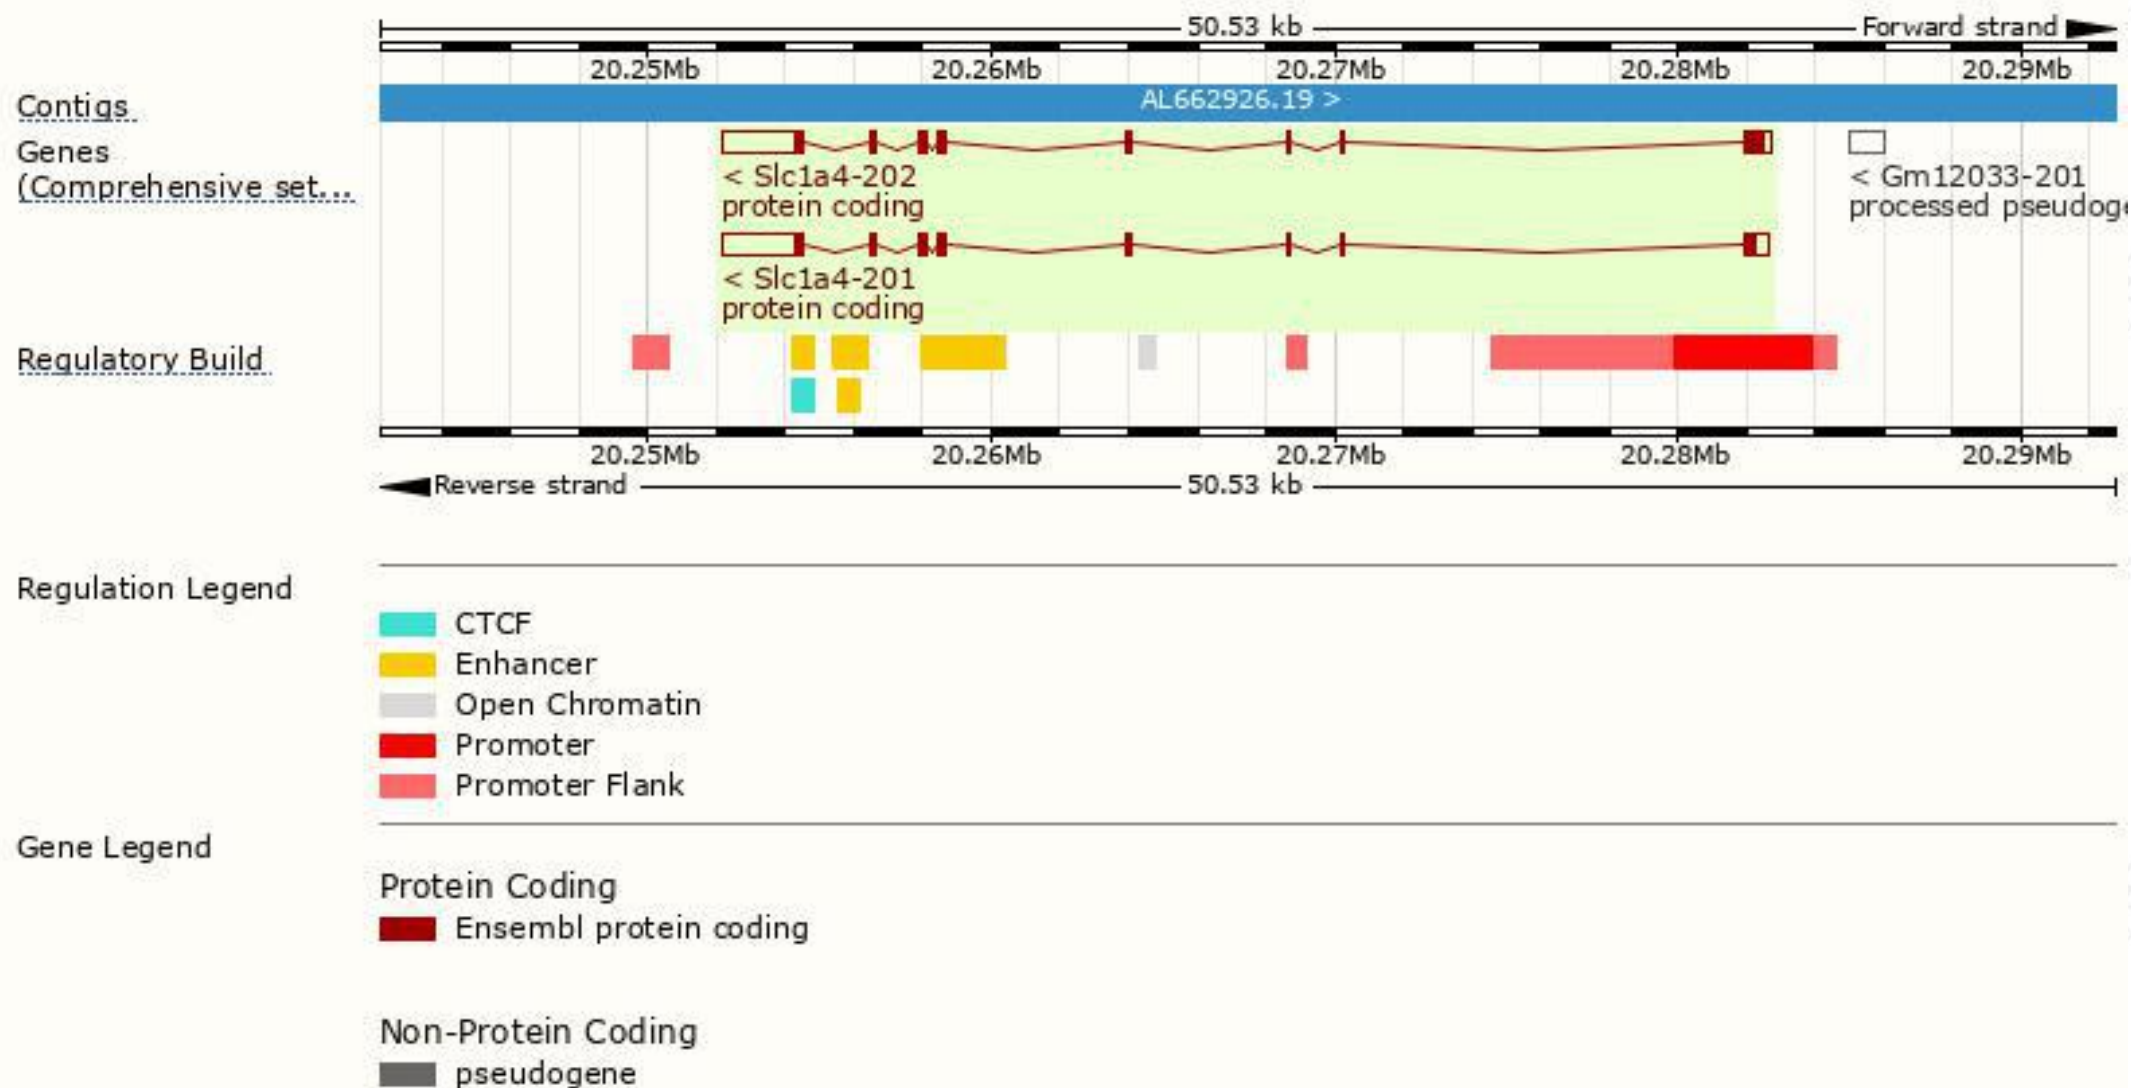 50.53 kb Forward strand
20.25Mb 20.26Mb 20.27Mb 20.28Mb 20.29Mb
Contigs AL662926.19 >
Genes
(Comprehensive set...
< Slc1a4-202 < Gm12033-201
protein coding processed pseudog
< Slc1a4-201
protein coding
Regulatory Build
20.25Mb 20.26Mb 20.27Mb 20.28Mb 20.29Mb
Reverse strand 50.53 kb
Regulation Legend
CTCF
Enhancer
Open Chromatin
Promoter
Promoter Flank
Gene Legend
Protein Coding
Ensembl protein coding
Non-Protein Coding
pseudogene